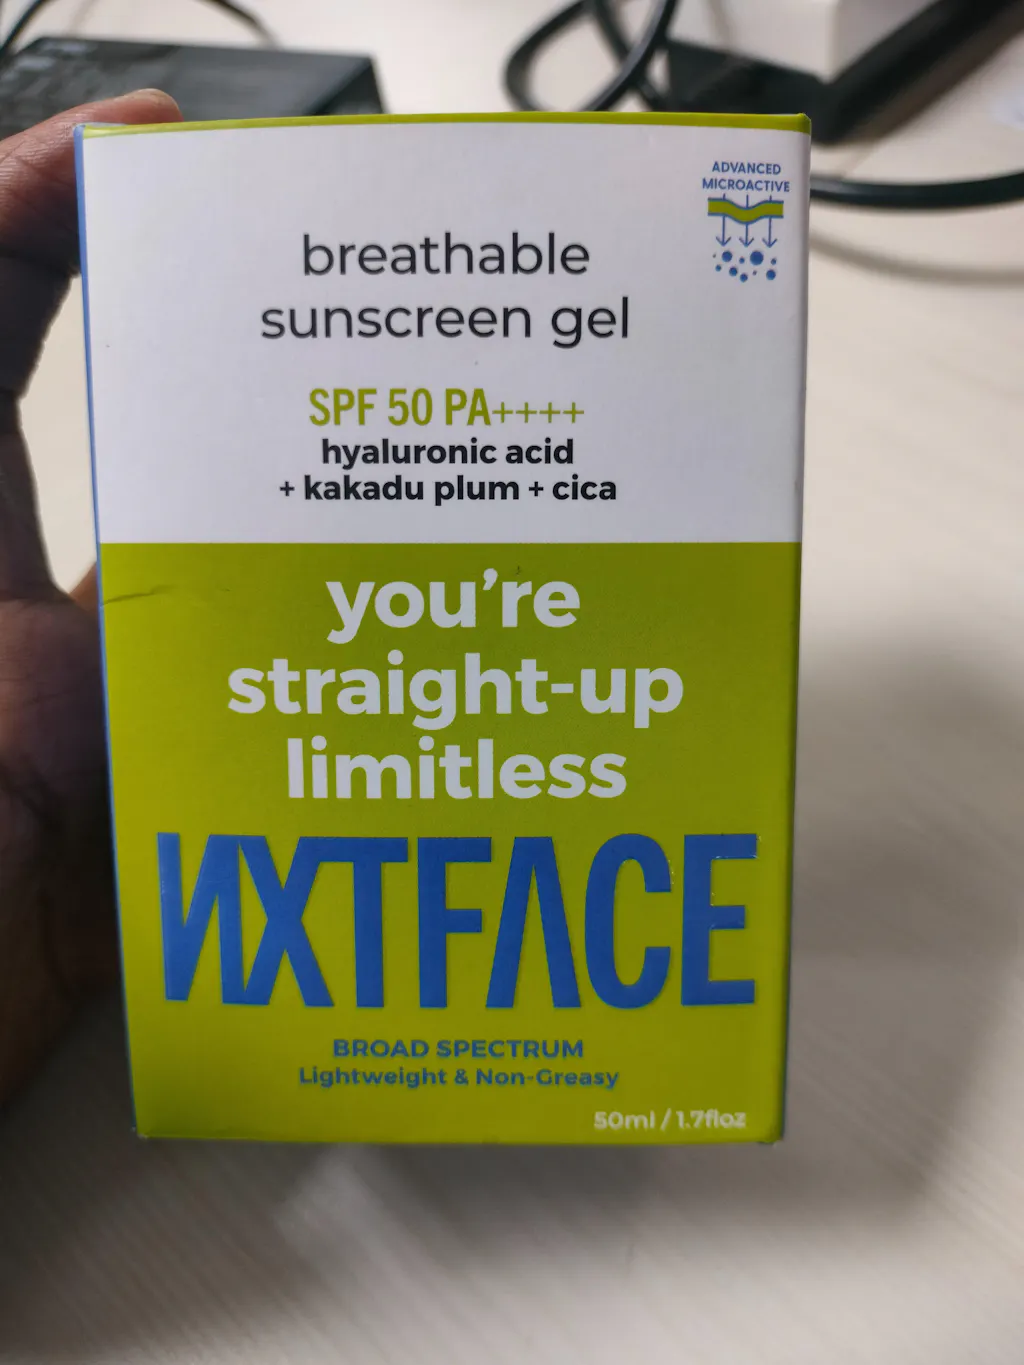 ADVANCED
MICROACTIVE
breathable
sunscreen gel
SPF 50 PA++++
hyaluronic acid
+ kakadu plum + cica
you're
straight-up
limitless
NXTFACE
BROAD SPECTRUM
Lightweight & Non-Greasy
50ml / 1.7floz